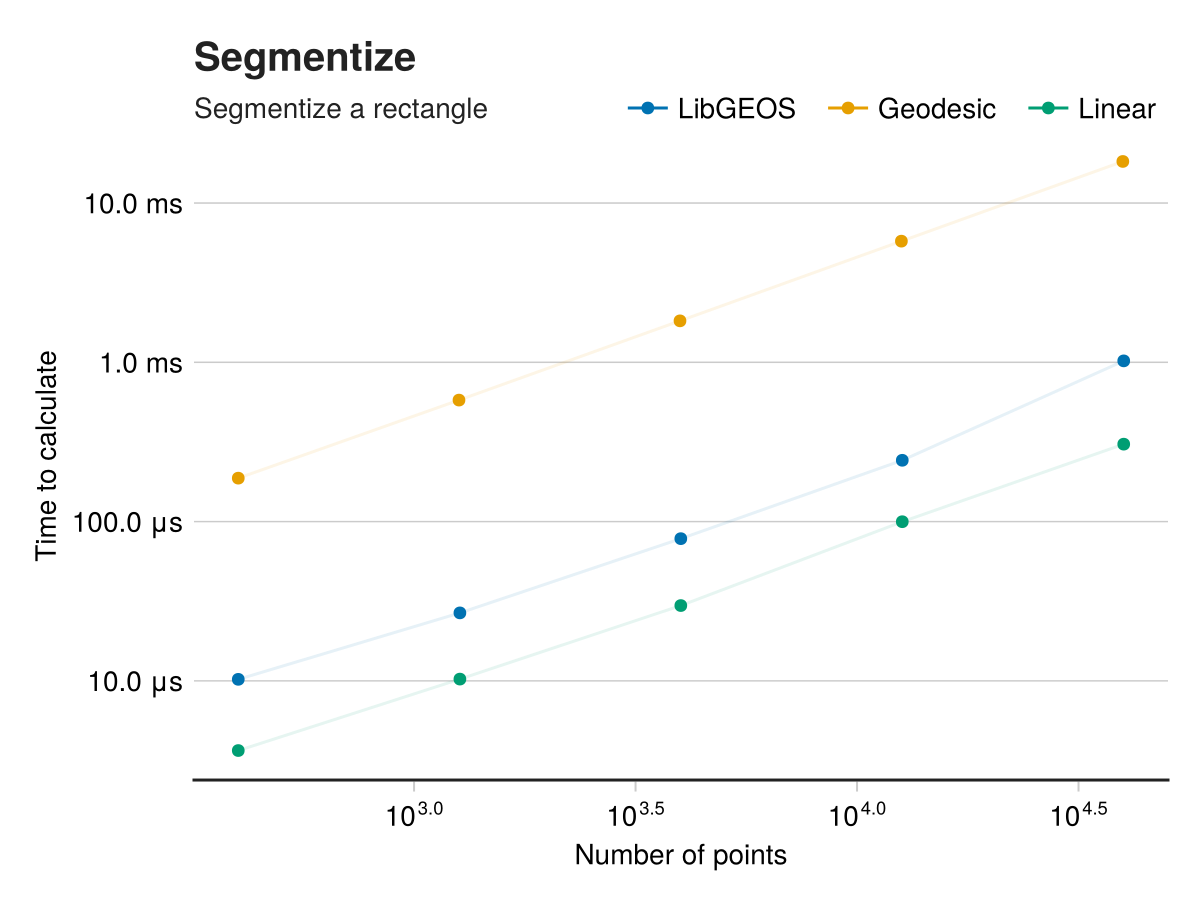 Segmentize
Segmentize a rectangle
LibGEOS
Geodesic
Linear
10.0 ms
1.0 ms
100.0 µs
10.0 µs
Time to calculate
10^3.0
10^3.5
10^4.0
10^4.5
Number of points